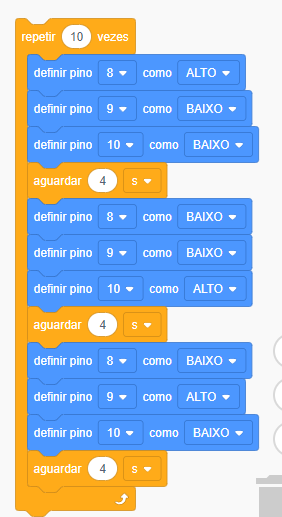 repetir 10 vezes
definir pino 8 como ALTO
definir pino 9 como BAIXO
definir pino 10 como BAIXO
aguardar 4 s
definir pino 8 como BAIXO
definir pino 9 como BAIXO
definir pino 10 como ALTO
aguardar 4 s
definir pino 8 como BAIXO
definir pino 9 como ALTO
definir pino 10 como BAIXO
aguardar 4 s